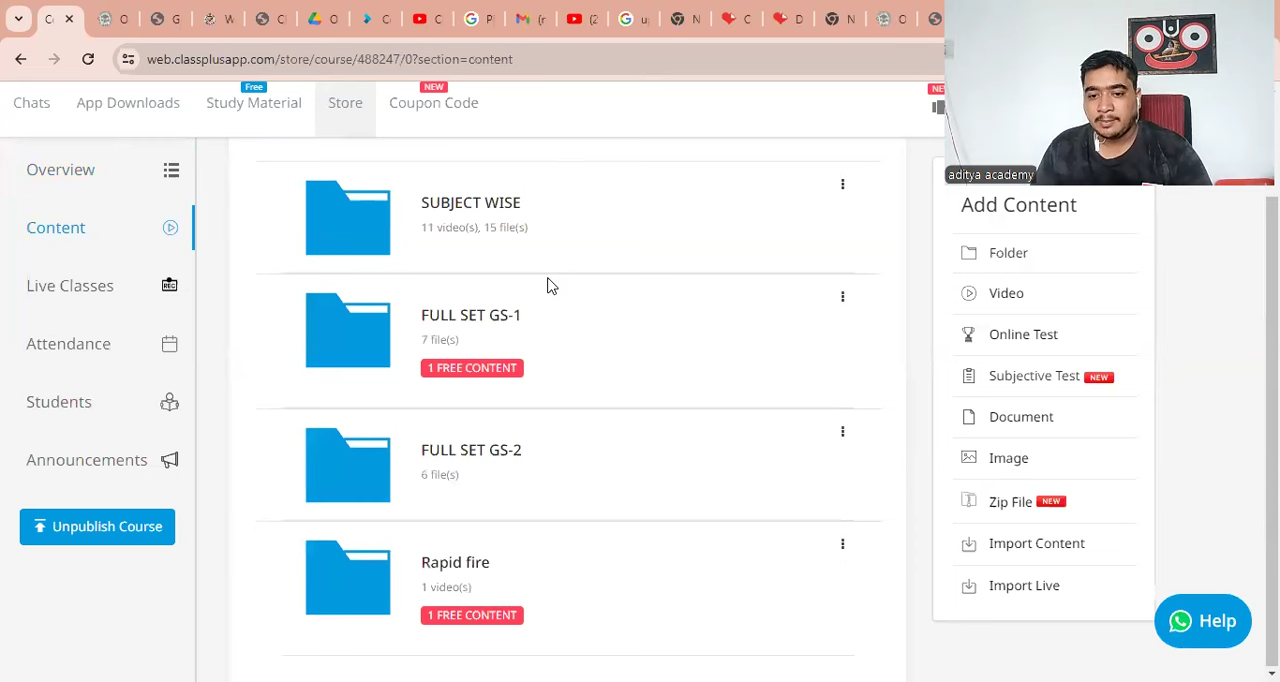 web.classplusapp.com/store/course/488247/0?section=content
Free
NEW
Chats
App Downloads
Study Material
Store
Coupon Code
aditya academy
Overview
Content
Live Classes
REC
Attendance
Students
Announcements
Unpublish Course
SUBJECT WISE
11 video(s), 15 file(s)
FULL SET GS-1
7 file(s)
1 FREE CONTENT
FULL SET GS-2
6 file(s)
Rapid fire
1 video(s)
1 FREE CONTENT
Add Content
Folder
Video
Online Test
Subjective Test NEW
Document
Image
Zip File NEW
Import Content
Import Live
Help